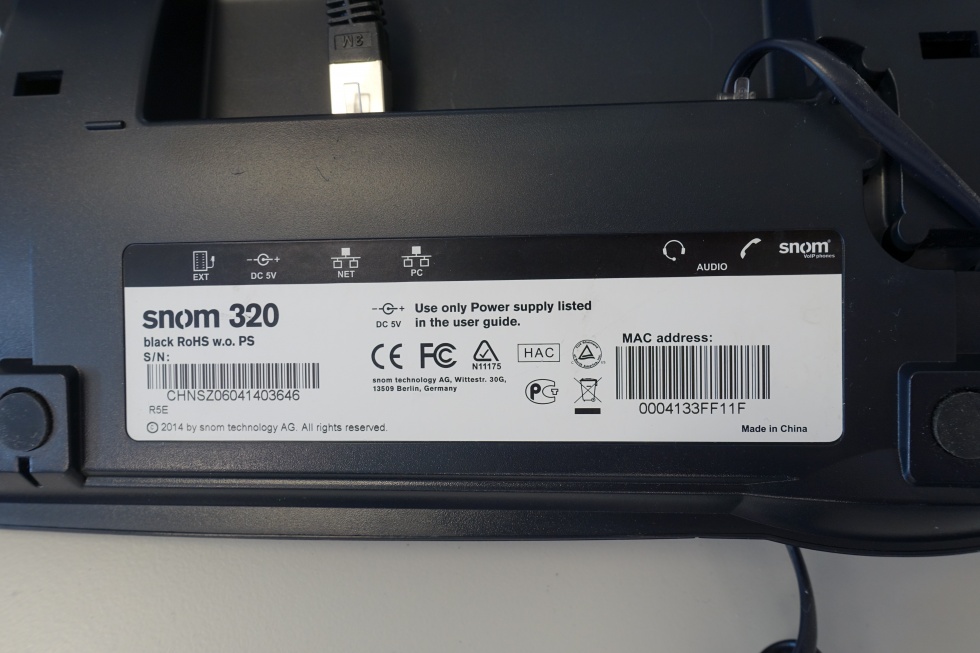 3M
EXT
DC 5V
NET
PC
AUDIO
snom
VoIP phones
snom 320
black RoHS w.o. PS
S/N:
CHNSZ06041403646
R5E
© 2014 by snom technology AG. All rights reserved.
DC 5V
Use only Power supply listed
in the user guide.
CE FC N11175 HAC
snom technology AG, Wittestr. 30G,
13509 Berlin, Germany
MAC address:
0004133FF11F
Made in China